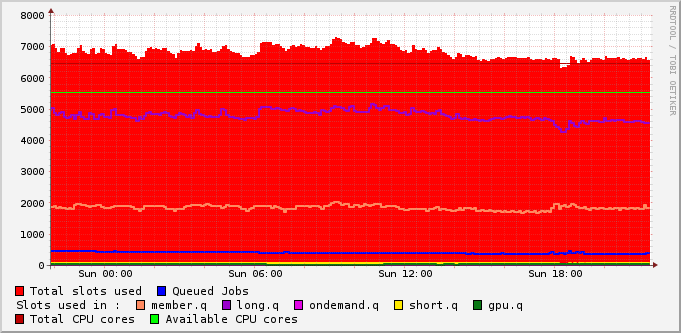 8000
7000
6000
5000
4000
3000
2000
1000
0
Sun 00:00 Sun 06:00 Sun 12:00 Sun 18:00
RRDTOOL / TOBI OETIKER
Total slots used Queued Jobs
Slots used in : member.q long.q ondemand.q short.q gpu.q
Total CPU cores Available CPU cores